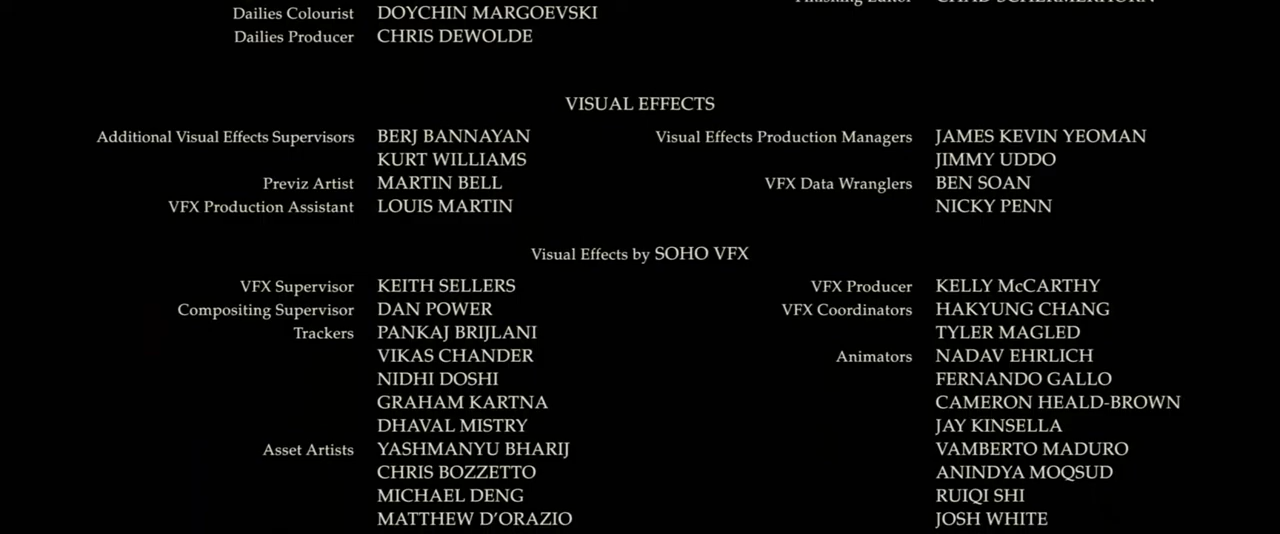 Dailies Colourist DOYCHIN MARGOEVSKI
Dailies Producer CHRIS DEWOLDE
VISUAL EFFECTS
Additional Visual Effects Supervisors BERJ BANNAYAN Visual Effects Production Managers JAMES KEVIN YEOMAN
KURT WILLIAMS JIMMY UDDO
Previz Artist MARTIN BELL VFX Data Wranglers BEN SOAN
VFX Production Assistant LOUIS MARTIN NICKY PENN
Visual Effects by SOHO VFX
VFX Supervisor KEITH SELLERS VFX Producer KELLY McCARTHY
Compositing Supervisor DAN POWER VFX Coordinators HAKYUNG CHANG
Trackers PANKAJ BRIJLANI TYLER MAGLED
VIKAS CHANDER Animators NADAV EHRLICH
NIDHI DOSHI FERNANDO GALLO
GRAHAM KARTNA CAMERON HEALD-BROWN
DHAVAL MISTRY JAY KINSELLA
Asset Artists YASHMANYU BHARIJ VAMBERTO MADURO
CHRIS BOZZETTO ANINDYA MOQSUD
MICHAEL DENG RUIQI SHI
MATTHEW D'ORAZIO JOSH WHITE